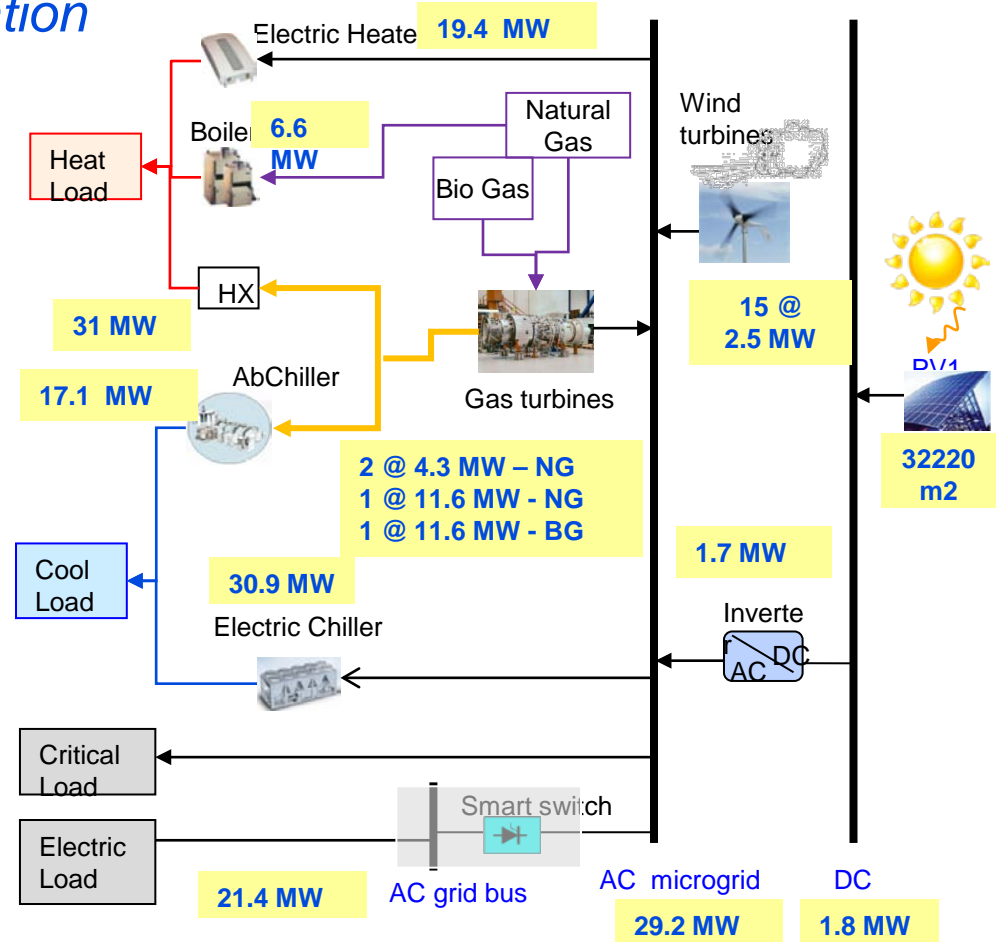 ation
Electric Heate
19.4 MW
Boiler
6.6
MW
Natural
Gas
Bio Gas
Wind
turbines
Heat
Load
HX
31 MW
15 @
2.5 MW
PV1
17.1 MW
AbChiller
Gas turbines
32220
m2
2 @ 4.3 MW – NG
1 @ 11.6 MW - NG
1 @ 11.6 MW - BG
1.7 MW
Cool
Load
30.9 MW
Electric Chiller
Inverte
r
AC
DC
Critical
Load
Smart switch
Electric
Load
21.4 MW
AC grid bus
AC microgrid
DC
29.2 MW
1.8 MW